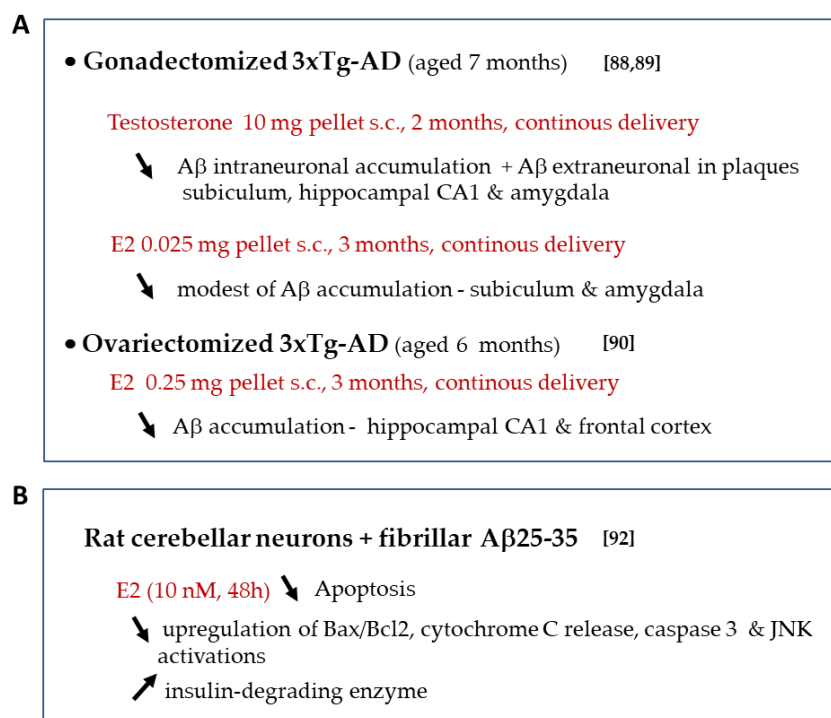 A
• Gonadectomized 3xTg-AD (aged 7 months) [88,89]
Testosterone 10 mg pellet s.c., 2 months, continous delivery
↘ Aβ intraneuronal accumulation + Aβ extraneuronal in plaques
subiculum, hippocampal CA1 & amygdala
E2 0.025 mg pellet s.c., 3 months, continous delivery
↘ modest of Aβ accumulation - subiculum & amygdala
• Ovariectomized 3xTg-AD (aged 6 months) [90]
E2 0.25 mg pellet s.c., 3 months, continous delivery
↘ Aβ accumulation - hippocampal CA1 & frontal cortex
B
Rat cerebellar neurons + fibrillar Aβ25-35 [92]
E2 (10 nM, 48h) ↘ Apoptosis
↘ upregulation of Bax/Bcl2, cytochrome C release, caspase 3 & JNK
activations
↗ insulin-degrading enzyme